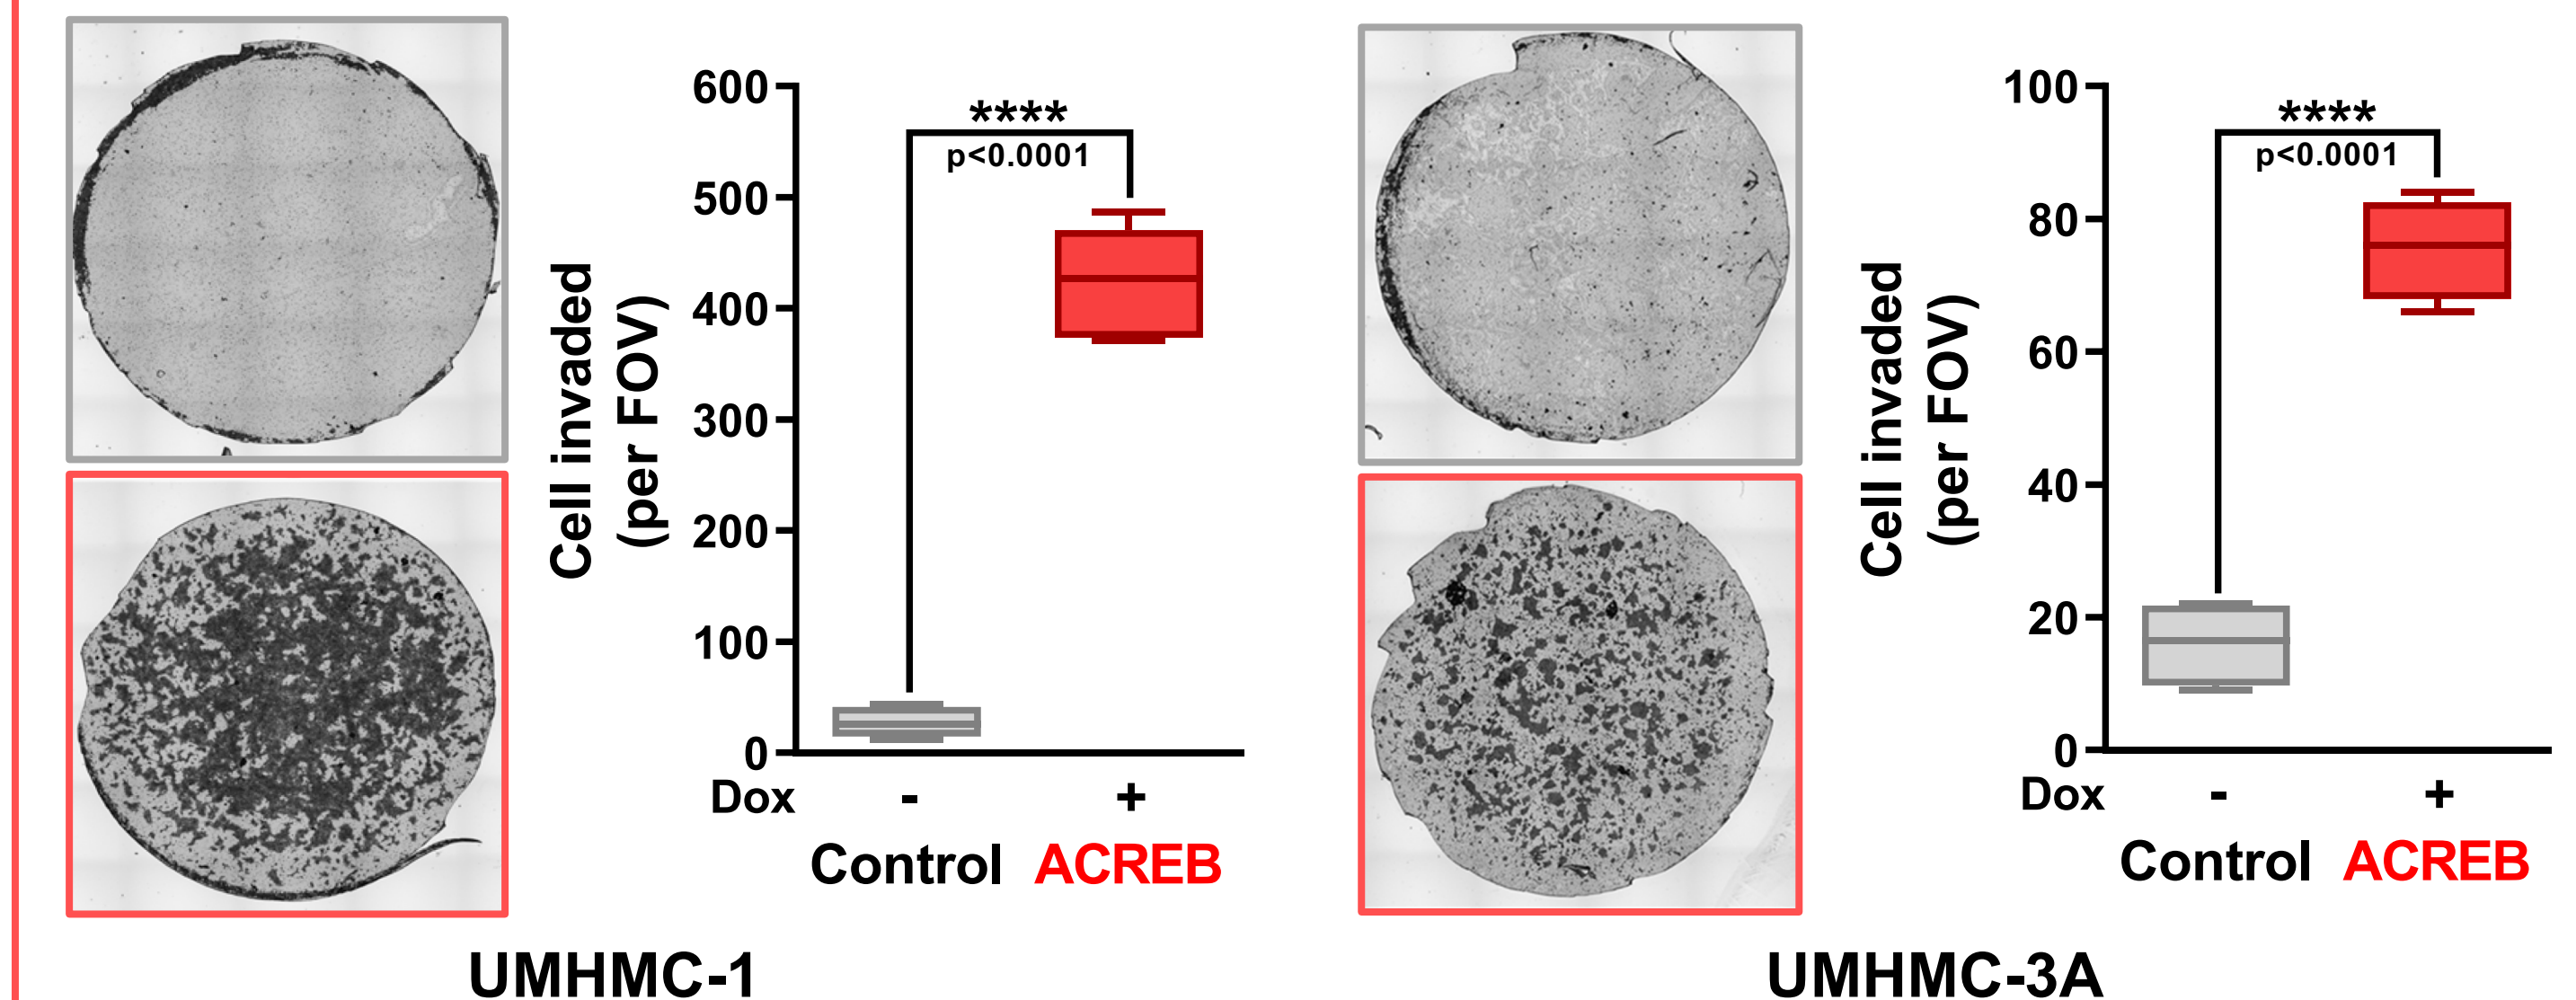 600
500
400
300
200
100
0
Cell invaded
(per FOV)
****
p<0.0001
Dox - +
Control ACREB
UMHMC-1
100
80
60
40
20
0
Cell invaded
(per FOV)
****
p<0.0001
Dox - +
Control ACREB
UMHMC-3A